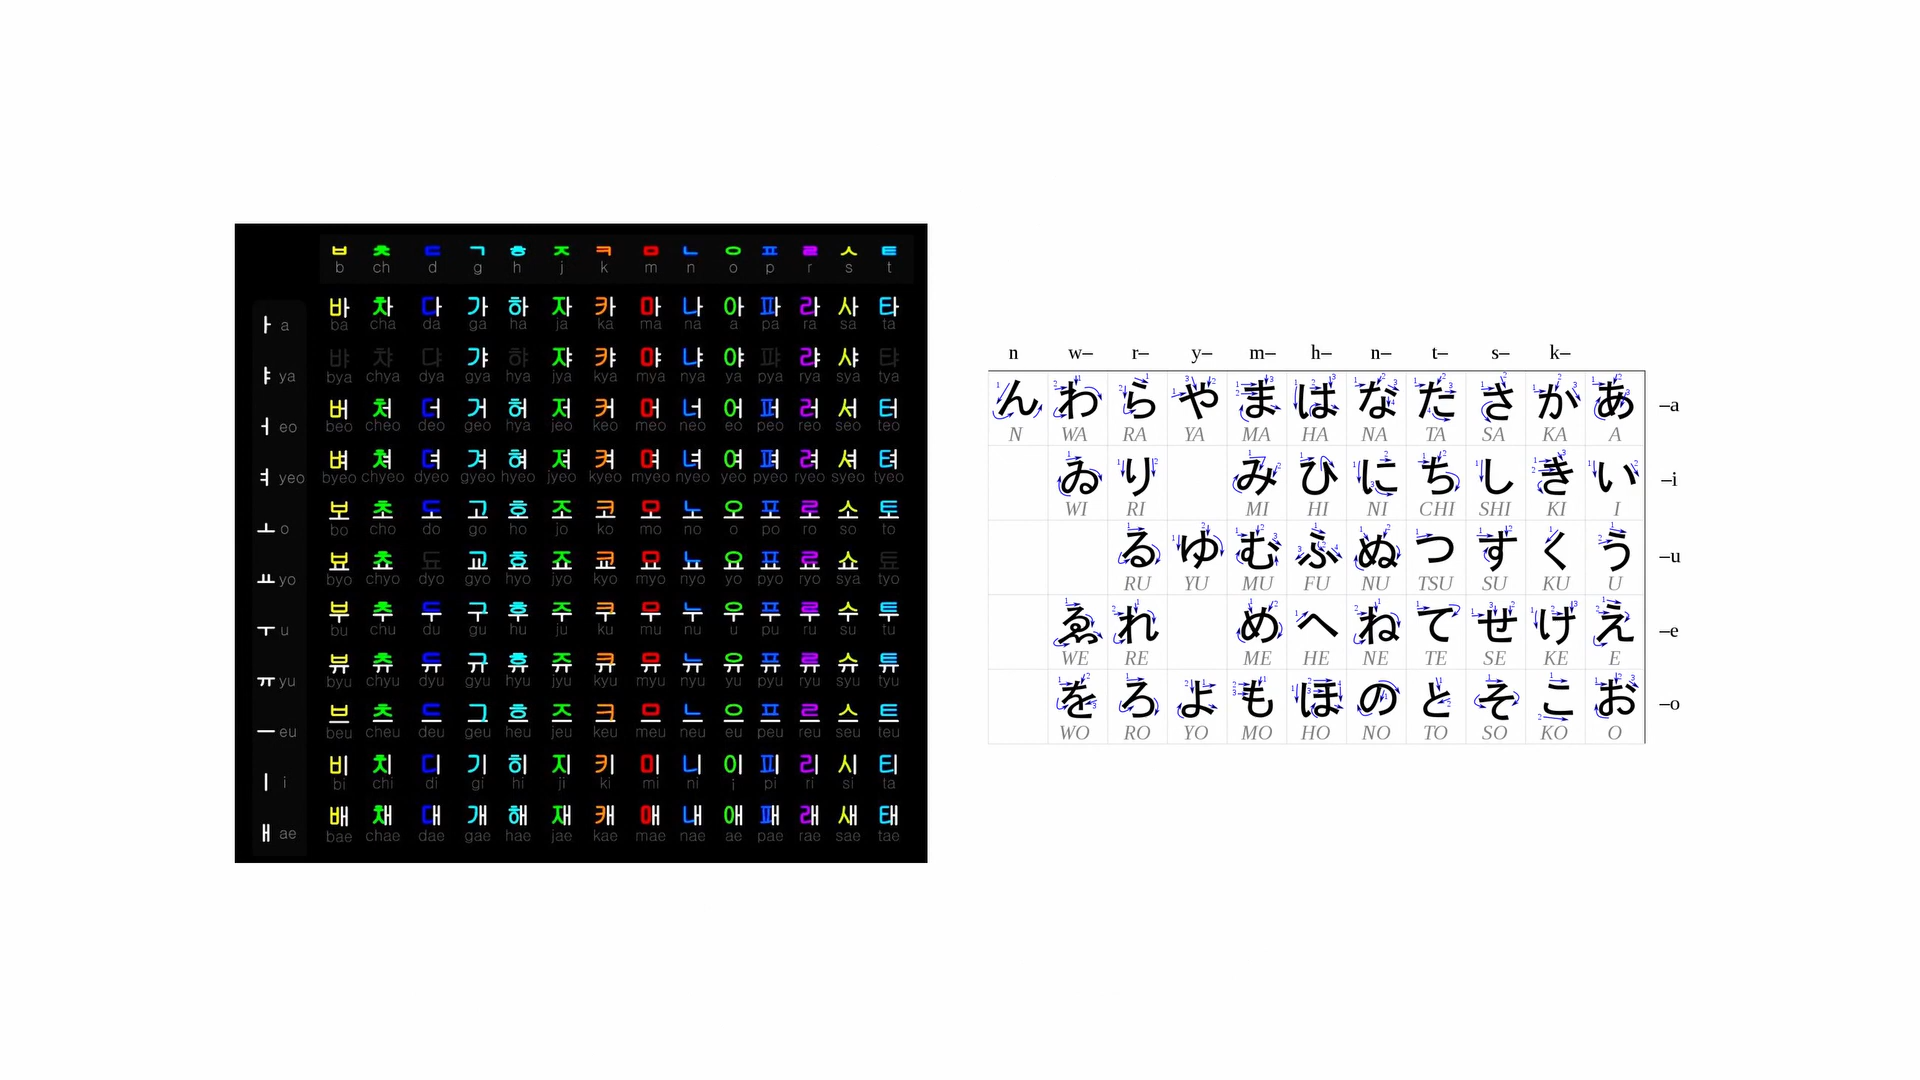 ㅂ ㅊ ㄷ ㄱ ㅎ ㅈ ㅋ ㅁ ㄴ ㅇ ㅍ ㄹ ㅅ ㅌ
b ch d g h j k m n o p r s t
ㅏ a 바 차 다 가 하 자 카 마 나 아 파 라 사 타
ba cha da ga ha ja ka ma na a pa ra sa ta
ㅑ ya 뱌 챠 댜 갸 햐 쟈 캬 먀 냐 야 퍄 랴 샤 탸
bya chya dya gya hya jya kya mya nya ya pya rya sya tya
ㅓ eo 버 처 더 거 허 저 커 머 너 어 퍼 러 서 터
beo cheo deo geo hya jeo keo meo neo eo peo reo seo teo
ㅕ yeo 벼 쳐 뎌 겨 혀 져 켜 며 녀 여 펴 려 셔 텨
byeo chyeo dyeo gyeo hyeo jyeo kyeo myeo nyeo yeo pyeo ryeo syeo tyeo
ㅗ o 보 초 도 고 호 조 코 모 노 오 포 로 소 토
bo cho do go ho jo ko mo no o po ro so to
ㅛ yo 뵤 쵸 됴 교 효 죠 쿄 묘 뇨 요 표 료 쇼 툐
byo chyo dyo gyo hyo jyo kyo myo nyo yo pyo ryo sya tyo
ㅜ u 부 추 두 구 후 주 쿠 무 누 우 푸 루 수 투
bu chu du gu hu ju ku mu nu u pu ru su tu
ㅠ yu 뷰 츄 듀 규 휴 쥬 큐 뮤 뉴 유 퓨 류 슈 튜
byu chyu dyu gyu hyu jyu kyu myu nyu yu pyu ryu syu tyu
ㅡ eu 브 츠 드 그 흐 즈 크 므 느 으 프 르 스 트
beu cheu deu geu heu jeu keu meu neu eu peu reu seu teu
ㅣ i 비 치 디 기 히 지 키 미 니 이 피 리 시 티
bi chi di gi hi ji ki mi ni i pi ri si ta
ㅐ ae 배 채 대 개 해 재 캐 매 내 애 패 래 새 태
bae chae dae gae hae jae kae mae nae ae pae rae sae tae
n w– r– y– m– h– n– t– s– k–
ん わ ら や ま は な た さ か あ –a
N WA RA YA MA HA NA TA SA KA A
ゐ り み ひ に ち し き い –i
WI RI MI HI NI CHI SHI KI I
る ゆ む ふ ぬ つ す く う –u
RU YU MU FU NU TSU SU KU U
ゑ れ め へ ね て せ け え –e
WE RE ME HE NE TE SE KE E
を ろ よ も ほ の と そ こ お –o
WO RO YO MO HO NO TO SO KO O